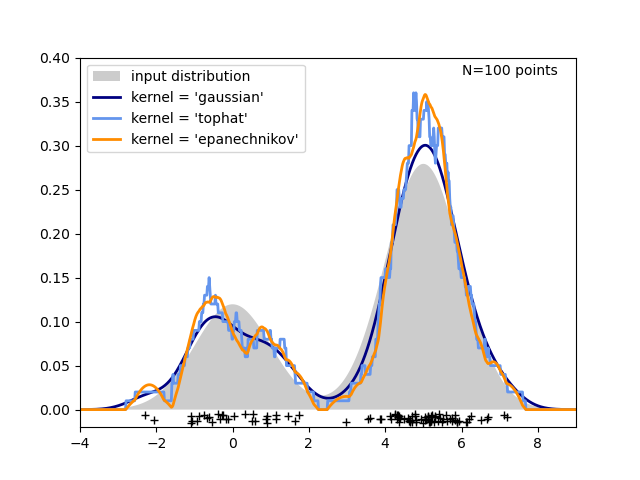 0.40
0.35
0.30
0.25
0.20
0.15
0.10
0.05
0.00
N=100 points
input distribution
kernel = 'gaussian'
kernel = 'tophat'
kernel = 'epanechnikov'
−4 −2 0 2 4 6 8